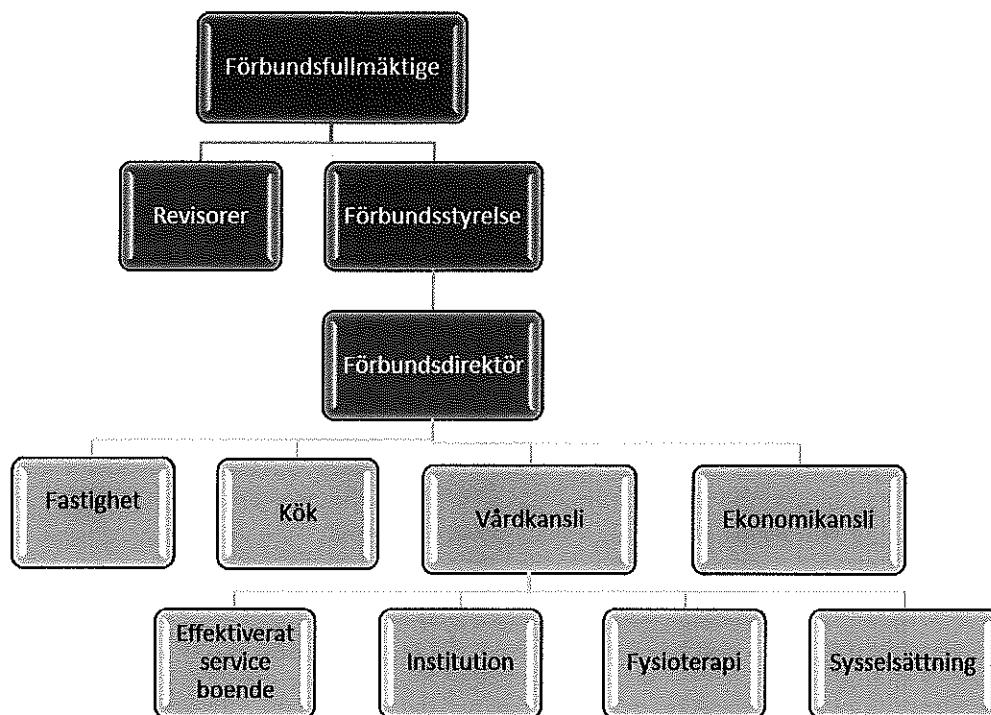 Förbundsfullmäktige
Revisorer
Förbundsstyrelse
Förbundsdirektör
Fastighet
Kök
Vårdkansli
Ekonomikansli
Effektiverat
service
boende
Institution
Fysioterapi
Sysselsättning